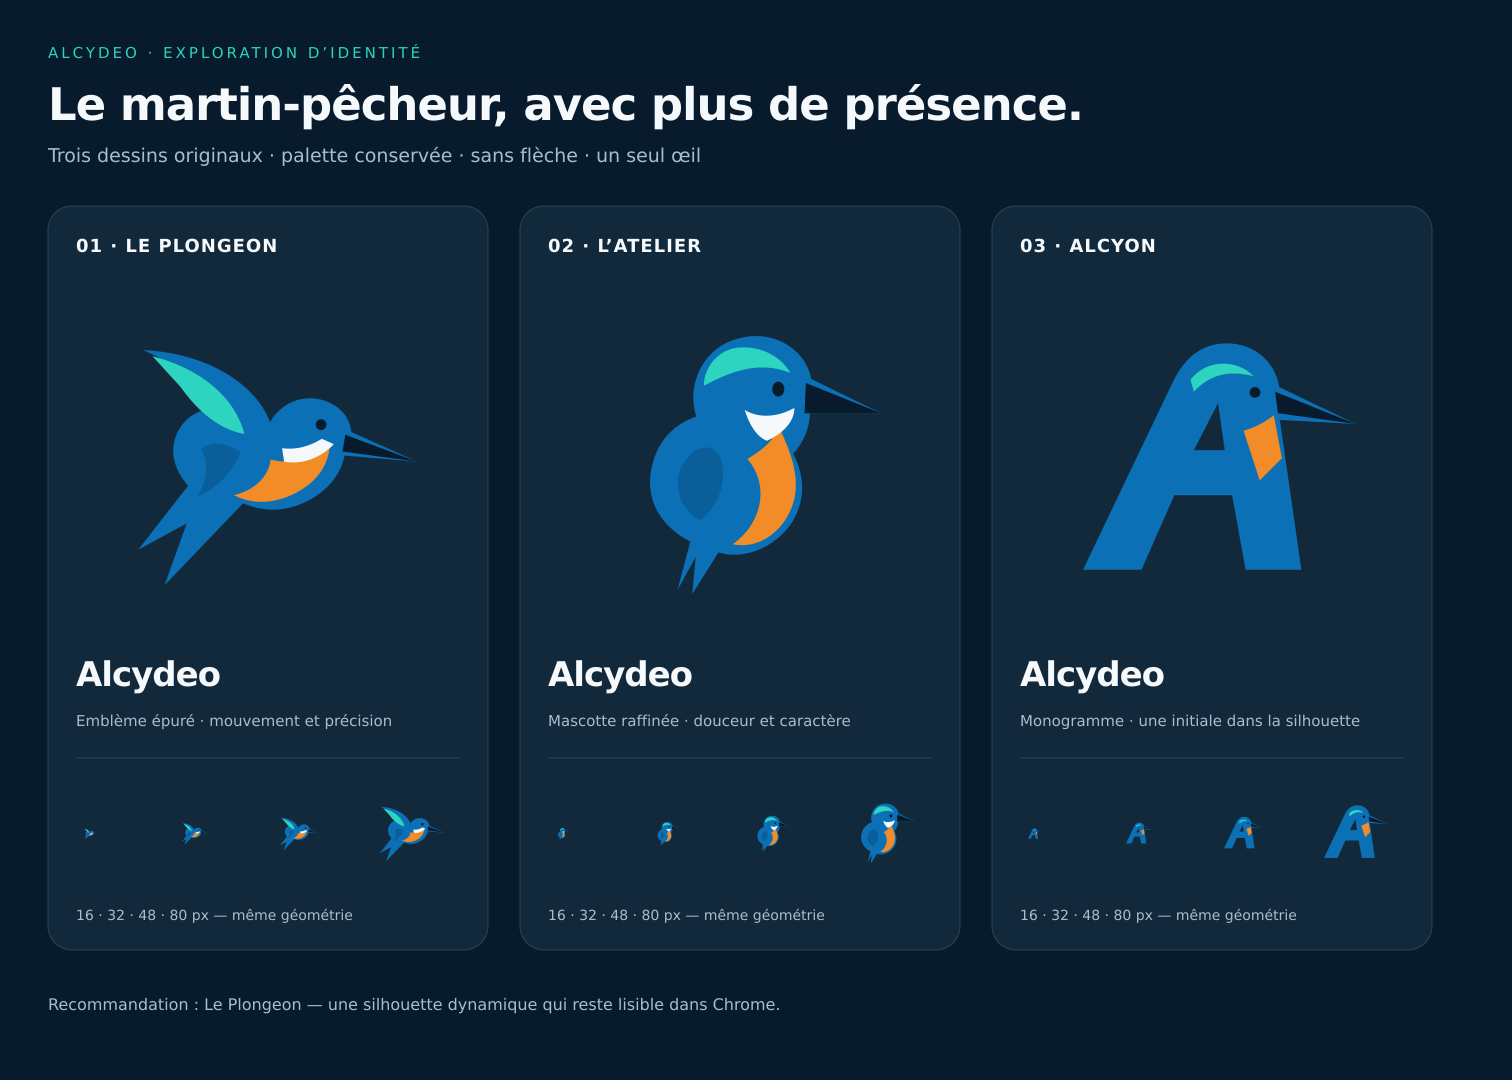 ALCYDEO · EXPLORATION D’IDENTITÉ
Le martin-pêcheur, avec plus de présence.
Trois dessins originaux · palette conservée · sans flèche · un seul œil
01 · LE PLONGEON
Alcydeo
Emblème épuré · mouvement et précision
16 · 32 · 48 · 80 px — même géométrie
02 · L’ATELIER
Alcydeo
Mascotte raffinée · douceur et caractère
16 · 32 · 48 · 80 px — même géométrie
03 · ALCYON
Alcydeo
Monogramme · une initiale dans la silhouette
16 · 32 · 48 · 80 px — même géométrie
Recommandation : Le Plongeon — une silhouette dynamique qui reste lisible dans Chrome.